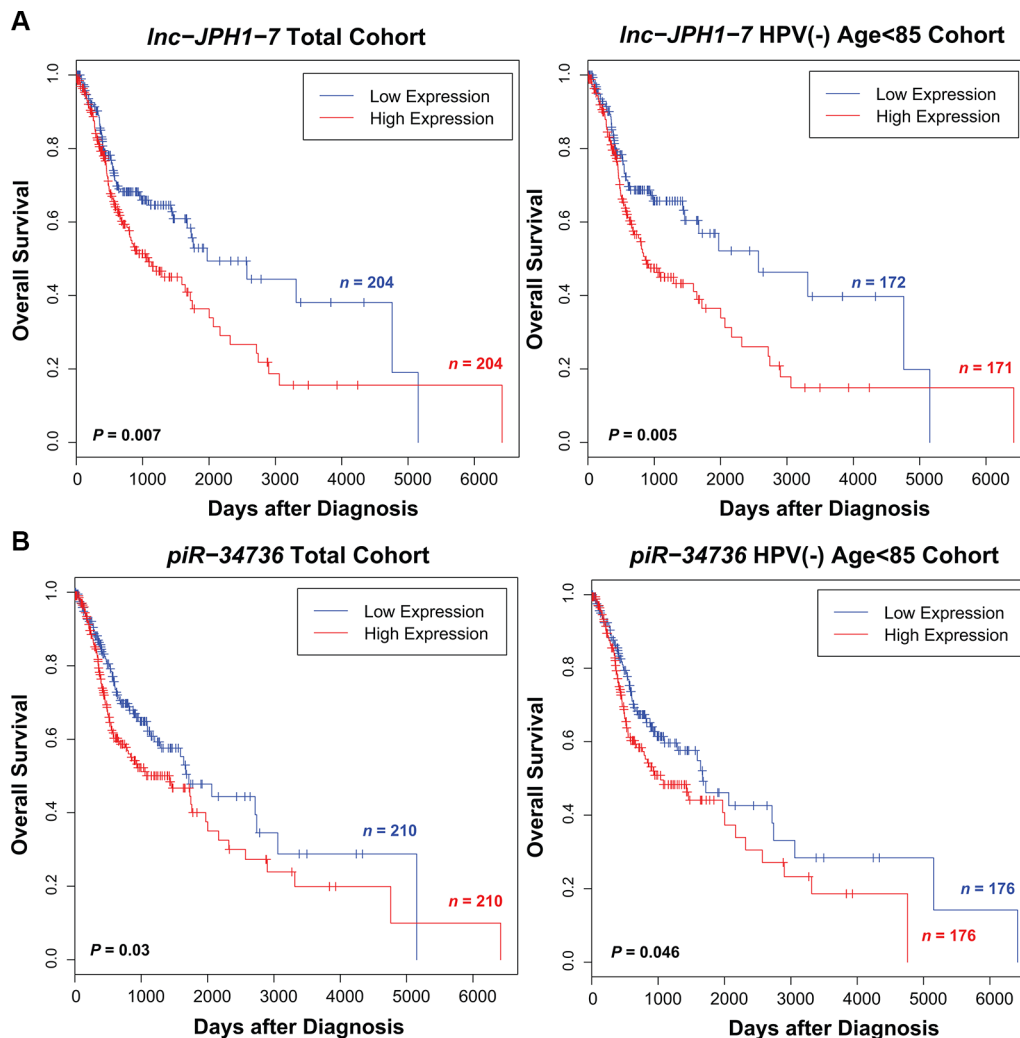 A
lnc−JPH1−7 Total Cohort
Low Expression
High Expression
n = 204
n = 204
P = 0.007
Overall Survival
0.0
0.2
0.4
0.6
0.8
1.0
0 1000 2000 3000 4000 5000 6000
Days after Diagnosis
lnc−JPH1−7 HPV(-) Age<85 Cohort
Low Expression
High Expression
n = 172
n = 171
P = 0.005
Overall Survival
0.0
0.2
0.4
0.6
0.8
1.0
0 1000 2000 3000 4000 5000 6000
Days after Diagnosis
B
piR−34736 Total Cohort
Low Expression
High Expression
n = 210
n = 210
P = 0.03
Overall Survival
0.0
0.2
0.4
0.6
0.8
1.0
0 1000 2000 3000 4000 5000 6000
Days after Diagnosis
piR−34736 HPV(-) Age<85 Cohort
Low Expression
High Expression
n = 176
n = 176
P = 0.046
Overall Survival
0.0
0.2
0.4
0.6
0.8
1.0
0 1000 2000 3000 4000 5000 6000
Days after Diagnosis